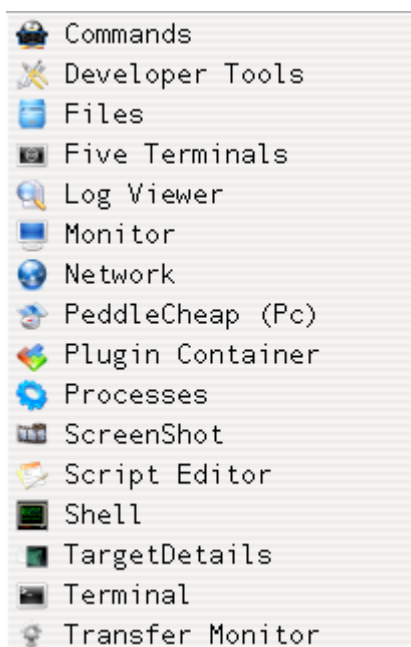 Commands
Developer Tools
Files
Five Terminals
Log Viewer
Monitor
Network
PeddleCheap (Pc)
Plugin Container
Processes
ScreenShot
Script Editor
Shell
TargetDetails
Terminal
Transfer Monitor